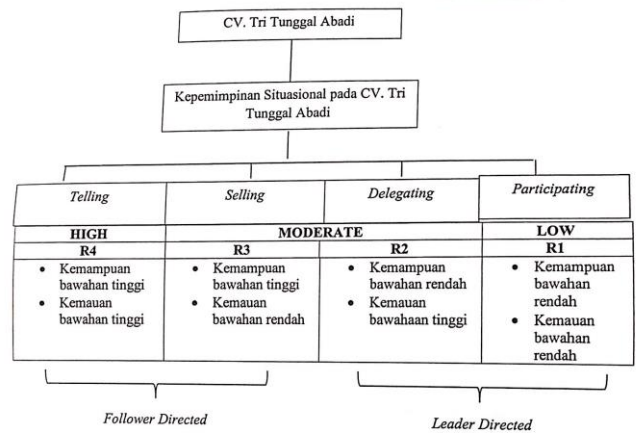 CV. Tri Tunggal Abadi
Kepemimpinan Situasional pada CV. Tri
Tunggal Abadi
Telling
Selling
Delegating
Participating
HIGH
MODERATE
LOW
R4
R3
R2
R1
• Kemampuan
bawahan tinggi
• Kemauan
bawahan tinggi
• Kemampuan
bawahan tinggi
• Kemauan
bawahan rendah
• Kemampuan
bawahan rendah
• Kemauan
bawahaan tinggi
• Kemampuan
bawahan
rendah
• Kemauan
bawahan
rendah
Follower Directed
Leader Directed